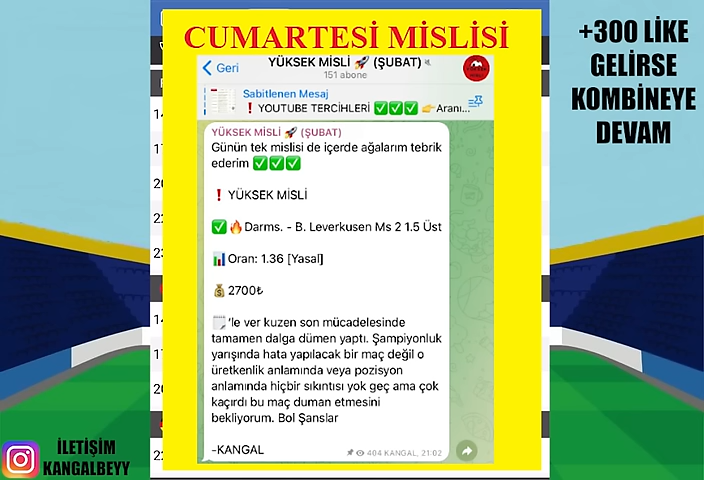 CUMARTESİ MİSLİSİ
+300 LİKE
GELİRSE
KOMBİNEYE
DEVAM
Geri
YÜKSEK MİSLİ 🚀 (ŞUBAT)
151 abone
Sabitlenen Mesaj
❗ YOUTUBE TERCİHLERİ ✅✅✅ 👉Aranı...
YÜKSEK MİSLİ 🚀 (ŞUBAT)
Günün tek mislisi de içerde ağalarım tebrik
ederim ✅✅✅
❗ YÜKSEK MİSLİ
✅🔥Darms. - B. Leverkusen Ms 2 1.5 Üst
📊Oran: 1.36 [Yasal]
💰 2700₺
🗒️'le ver kuzen son mücadelesinde
tamamen dalga dümen yaptı. Şampiyonluk
yarışında hata yapılacak bir maç değil o
üretkenlik anlamında veya pozisyon
anlamında hiçbir sıkıntısı yok geç ama çok
kaçırdı bu maç duman etmesini
bekliyorum. Bol Şanslar
-KANGAL
404 KANGAL, 21:02
İLETİŞİM
KANGALBEYY